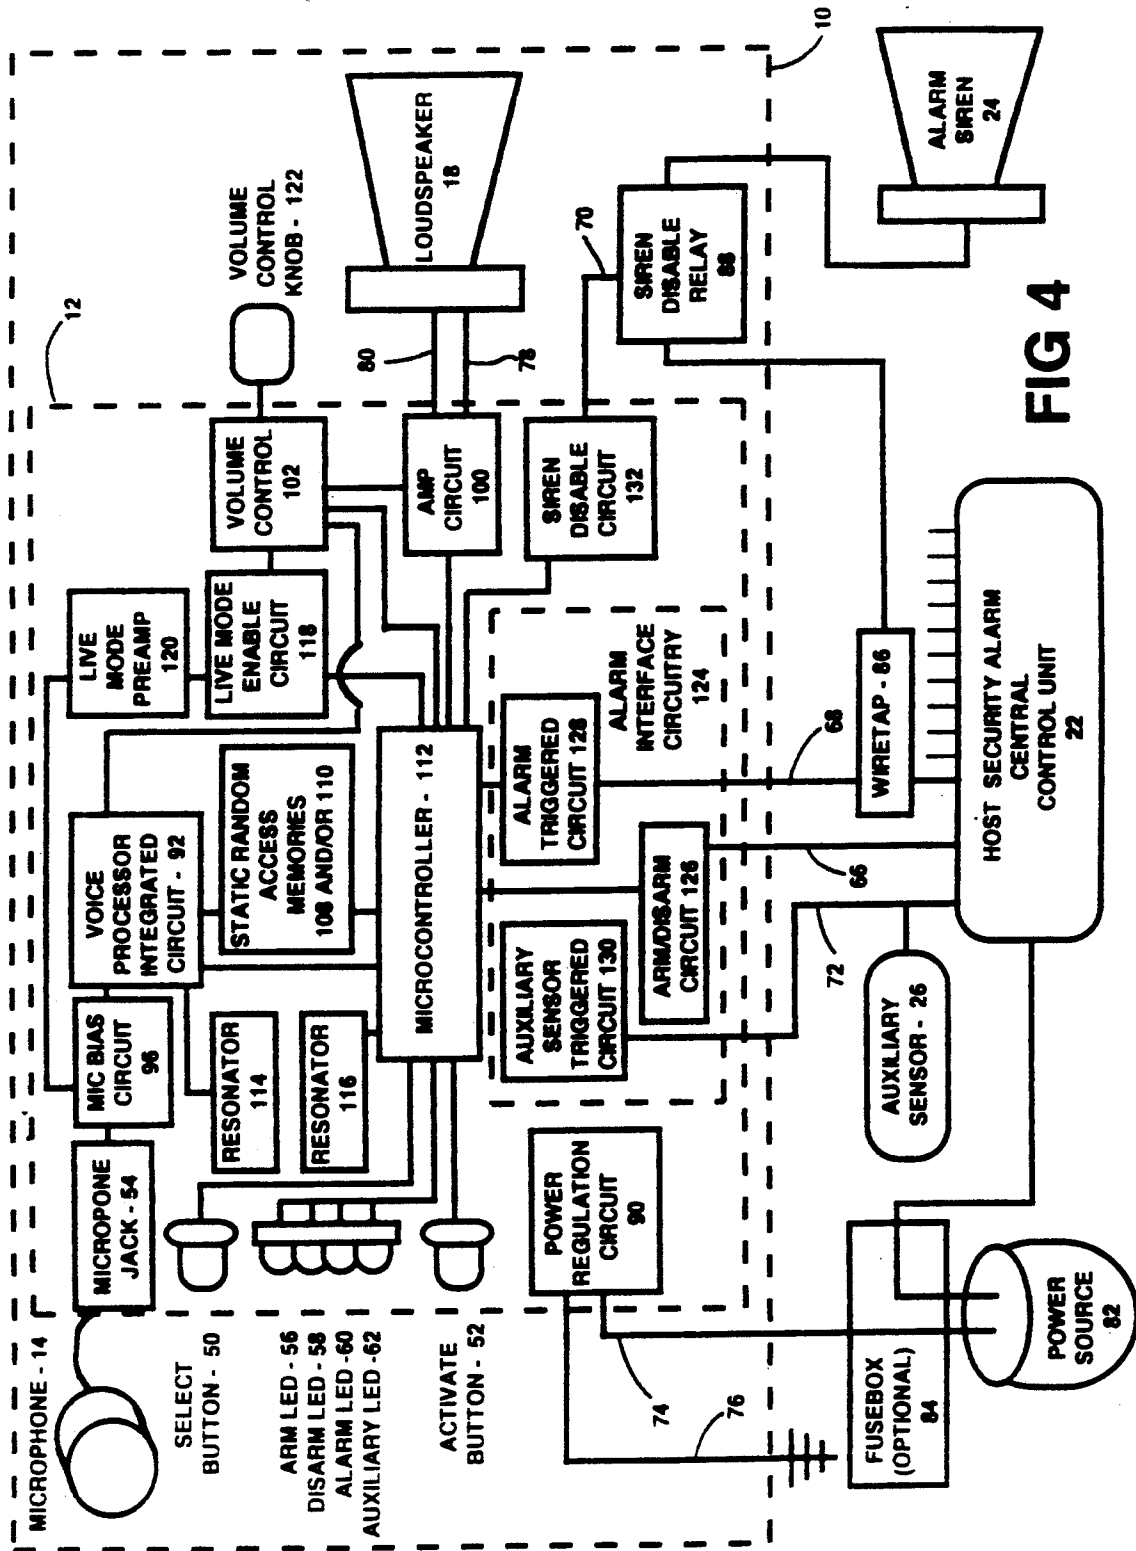 MICROPHONE - 14
MICROPONE
JACK - 54
MIC BIAS
CIRCUIT
96
VOICE
PROCESSOR
INTEGRATED
CIRCUIT - 92
LIVE
MODE
PREAMP
120
12
VOLUME
CONTROL
KNOB - 122
SELECT
BUTTON - 50
RESONATOR
114
STATIC RANDOM
ACCESS
MEMORIES
108 AND/OR 110
LIVE MODE
ENABLE
CIRCUIT
118
VOLUME
CONTROL
102
ARM LED - 56
DISARM LED - 58
ALARM LED - 60
AUXILIARY LED - 62
RESONATOR
116
MICROCONTROLLER - 112
AMP
CIRCUIT
100
80
78
LOUDSPEAKER
18
ACTIVATE
BUTTON - 52
POWER
REGULATION
CIRCUIT
90
AUXILIARY
SENSOR
TRIGGERED
CIRCUIT 130
ALARM
TRIGGERED
CIRCUIT 128
ARM/DISARM
CIRCUIT 126
ALARM
INTERFACE
CIRCUITRY
124
SIREN
DISABLE
CIRCUIT
132
70
SIREN
DISABLE
RELAY
88
10
74
76
72
66
68
FUSEBOX
(OPTIONAL)
84
AUXILIARY
SENSOR - 26
WIRETAP - 86
ALARM
SIREN
24
POWER
SOURCE
82
HOST SECURITY ALARM
CENTRAL
CONTROL UNIT
22
FIG 4